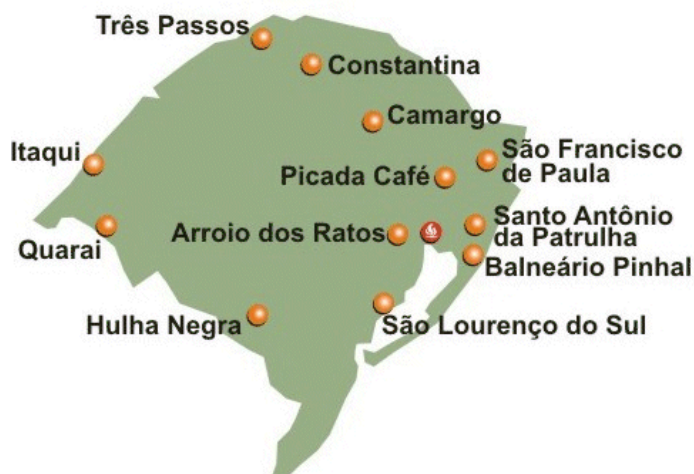 Três Passos
Constantina
Camargo
Itaqui
São Francisco
de Paula
Picada Café
Santo Antônio
da Patrulha
Arroio dos Ratos
Quarai
Balneário Pinhal
Hulha Negra
São Lourenço do Sul